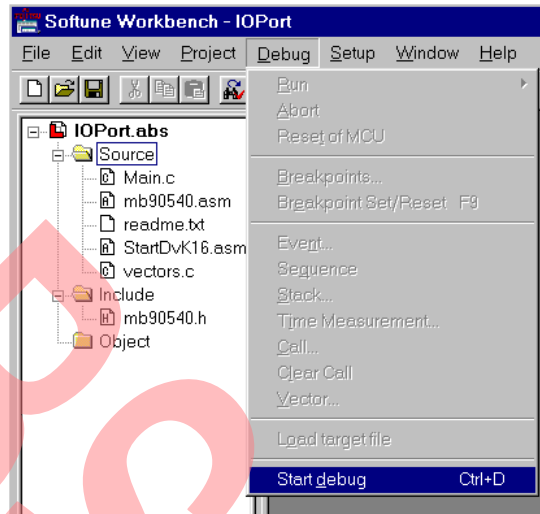 Softune Workbench - IOPort
File Edit View Project Debug Setup Window Help
IOPort.abs
Source
Main.c
mb90540.asm
readme.txt
StartDvK16.asm
vectors.c
Include
mb90540.h
Object
Run
Abort
Reset of MCU
Breakpoints...
Breakpoint Set/Reset F9
Event...
Sequence
Stack...
Time Measurement...
Call...
Clear Call
Vector...
Load target file
Start debug Ctrl+D